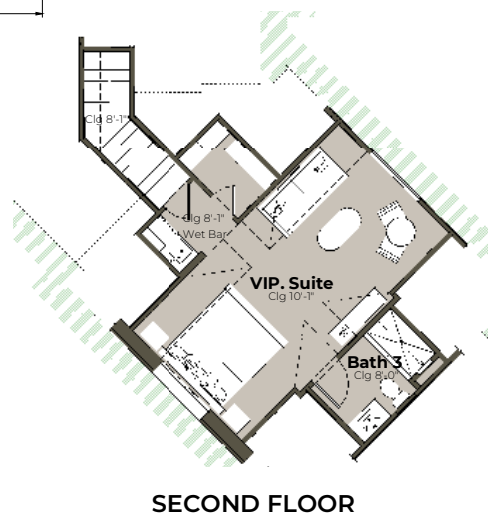 Clg 8'-1"
Clg 8'-1"
Wet Bar
VIP. Suite
Clg 10'-1"
Bath 3
Clg 8'-0"
SECOND FLOOR